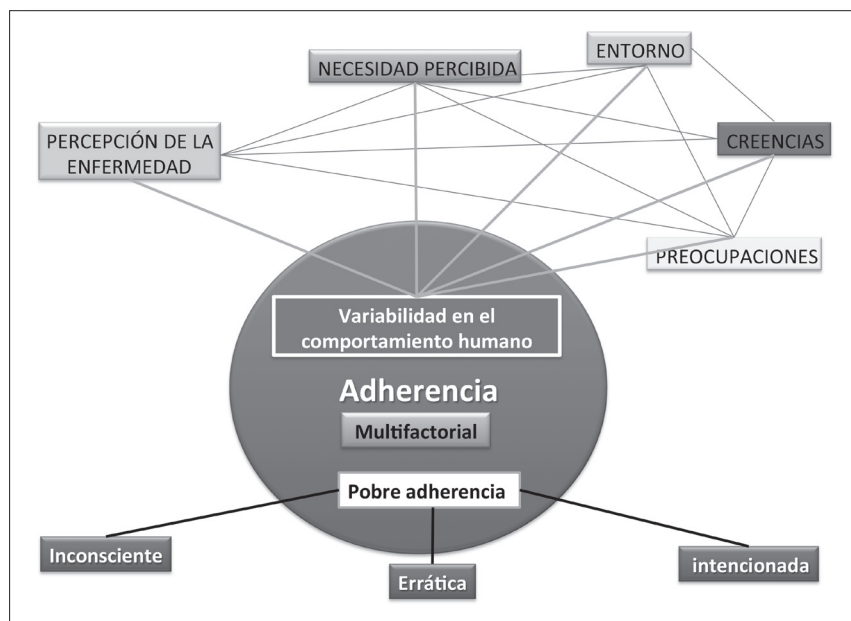 ENTORNO
NECESIDAD PERCIBIDA
PERCEPCIÓN DE LA
ENFERMEDAD
CREENCIAS
PREOCUPACIONES
Variabilidad en el
comportamiento humano
Adherencia
Multifactorial
Pobre adherencia
Inconsciente
Errática
intencionada